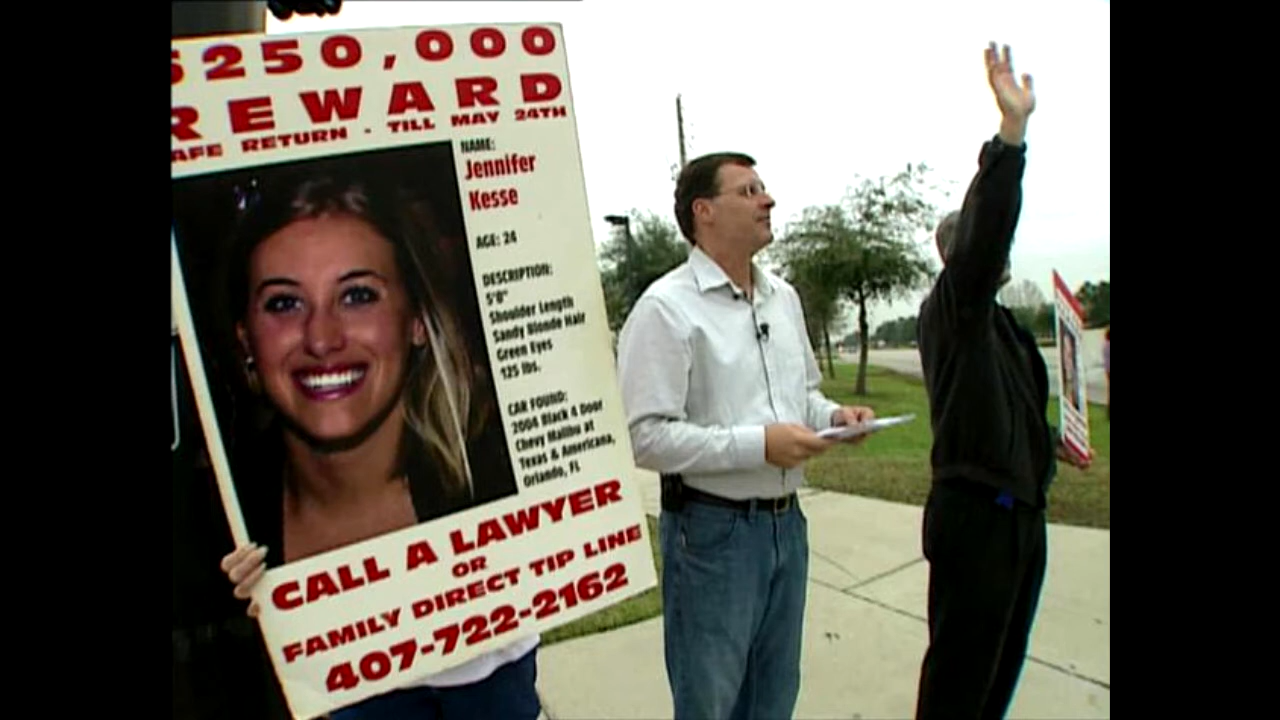 $250,000
REWARD
SAFE RETURN - TILL MAY 24TH
NAME:
Jennifer
Kesse
AGE: 24
DESCRIPTION:
5'8"
Shoulder Length
Sandy Blonde Hair
Green Eyes
125 lbs.
CAR FOUND:
2004 Black 4 Door
Chevy Malibu at
Texas & Americana,
Orlando, FL
CALL A LAWYER
OR
FAMILY DIRECT TIP LINE
407-722-2162